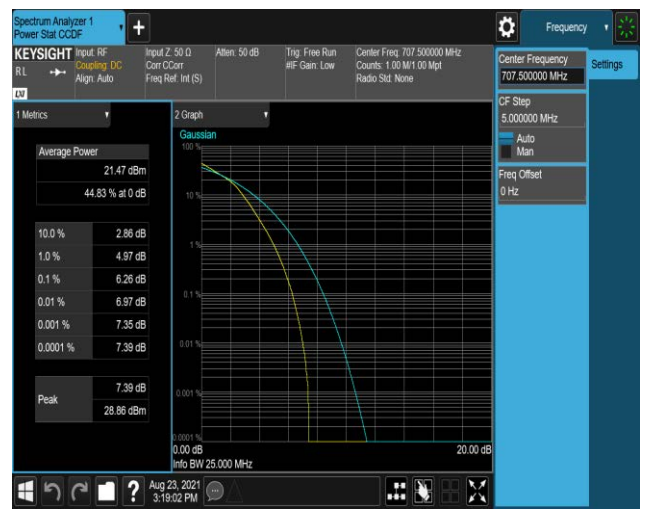 Spectrum Analyzer 1
Power Stat CCDF
+
Frequency
KEYSIGHT
RL
LXI
Input: RF
Coupling: DC
Align: Auto
Input Z: 50 Ω
Corr CCorr
Freq Ref: Int (S)
Atten: 50 dB
Trig: Free Run
#IF Gain: Low
Center Freq: 707.500000 MHz
Counts: 1.00 M/1.00 Mpt
Radio Std: None
Center Frequency
707.500000 MHz
Settings
CF Step
5.000000 MHz
Auto
Man
Freq Offset
0 Hz
1 Metrics
Average Power
21.47 dBm
44.83 % at 0 dB
10.0 % 2.86 dB
1.0 % 4.97 dB
0.1 % 6.26 dB
0.01 % 6.97 dB
0.001 % 7.35 dB
0.0001 % 7.39 dB
Peak
7.39 dB
28.86 dBm
2 Graph
Gaussian
100 %
10 %
1 %
0.1 %
0.01 %
0.001 %
0.0001 %
0.00 dB 20.00 dB
Info BW 25.000 MHz
?
Aug 23, 2021
3:19:02 PM